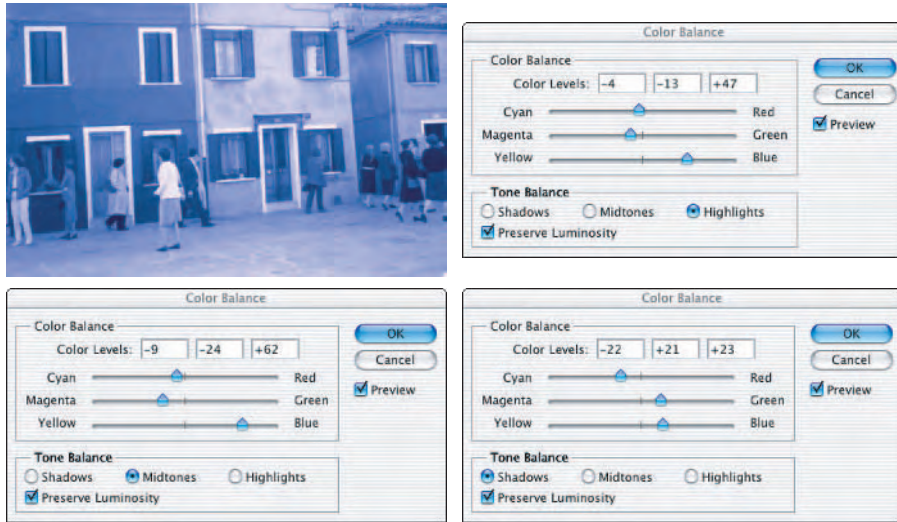 Color Balance
Color Balance
Color Levels: -4 -13 +47
Cyan Red
Magenta Green
Yellow Blue
Tone Balance
Shadows Midtones Highlights
Preserve Luminosity
OK
Cancel
Preview
Color Balance
Color Balance
Color Levels: -9 -24 +62
Cyan Red
Magenta Green
Yellow Blue
Tone Balance
Shadows Midtones Highlights
Preserve Luminosity
OK
Cancel
Preview
Color Balance
Color Balance
Color Levels: -22 +21 +23
Cyan Red
Magenta Green
Yellow Blue
Tone Balance
Shadows Midtones Highlights
Preserve Luminosity
OK
Cancel
Preview